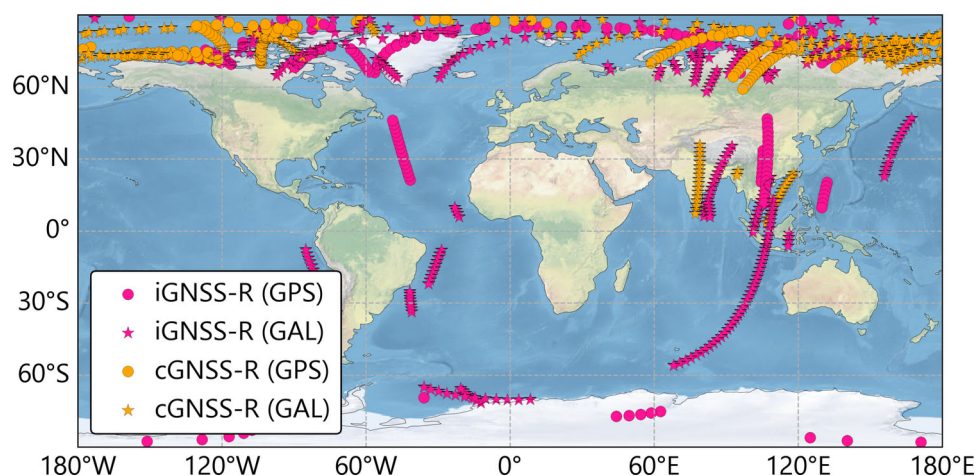 60°N
30°N
0°
30°S
60°S
iGNSS-R (GPS)
iGNSS-R (GAL)
cGNSS-R (GPS)
cGNSS-R (GAL)
180°W 120°W 60°W 0° 60°E 120°E 180°E